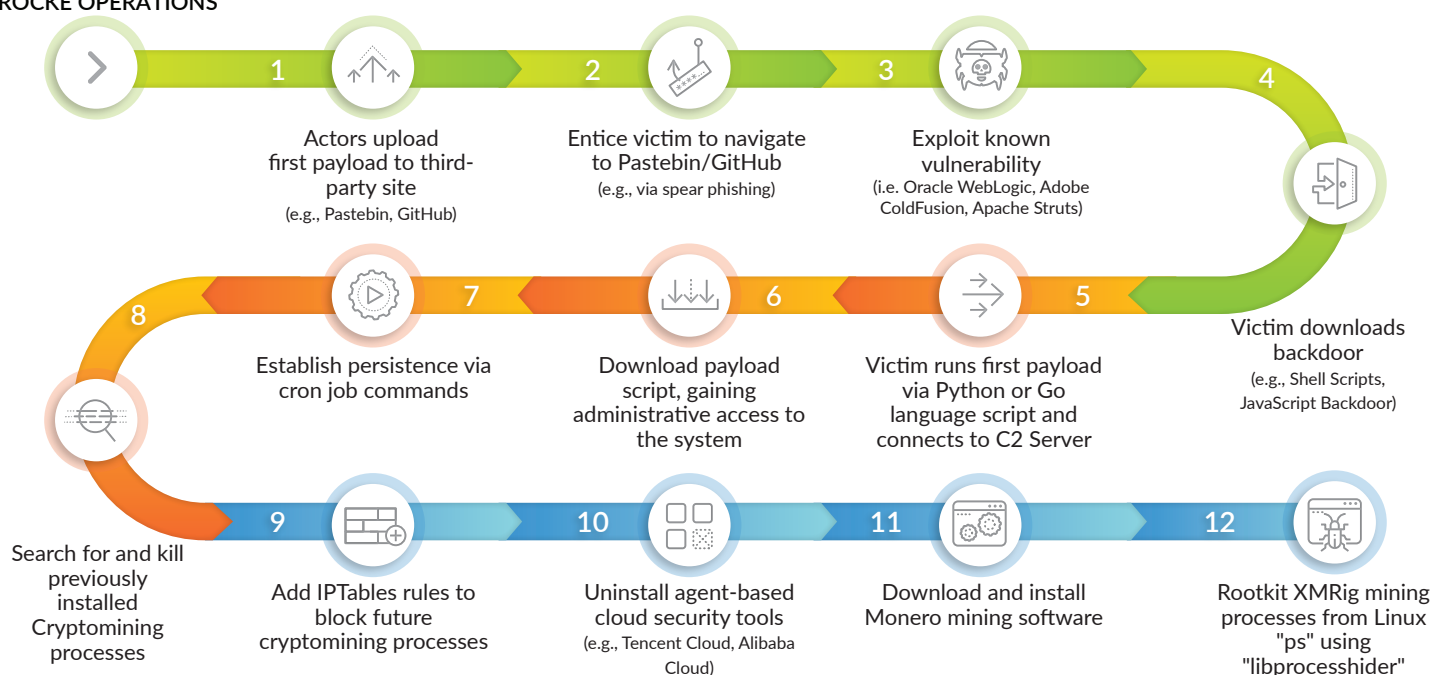 ROCKE OPERATIONS
1
2
3
4
Actors upload
first payload to third-
party site
(e.g., Pastebin, GitHub)
Entice victim to navigate
to Pastebin/GitHub
(e.g., via spear phishing)
Exploit known
vulnerability
(i.e. Oracle WebLogic, Adobe
ColdFusion, Apache Struts)
Victim downloads
backdoor
(e.g., Shell Scripts,
JavaScript Backdoor)
5
Victim runs first payload
via Python or Go
language script and
connects to C2 Server
6
Download payload
script, gaining
administrative access to
the system
7
Establish persistence via
cron job commands
8
Search for and kill
previously
installed
Cryptomining
processes
9
Add IPTables rules to
block future
cryptomining processes
10
Uninstall agent-based
cloud security tools
(e.g., Tencent Cloud, Alibaba
Cloud)
11
Download and install
Monero mining software
12
Rootkit XMRig mining
processes from Linux
"ps" using
"libprocesshider"